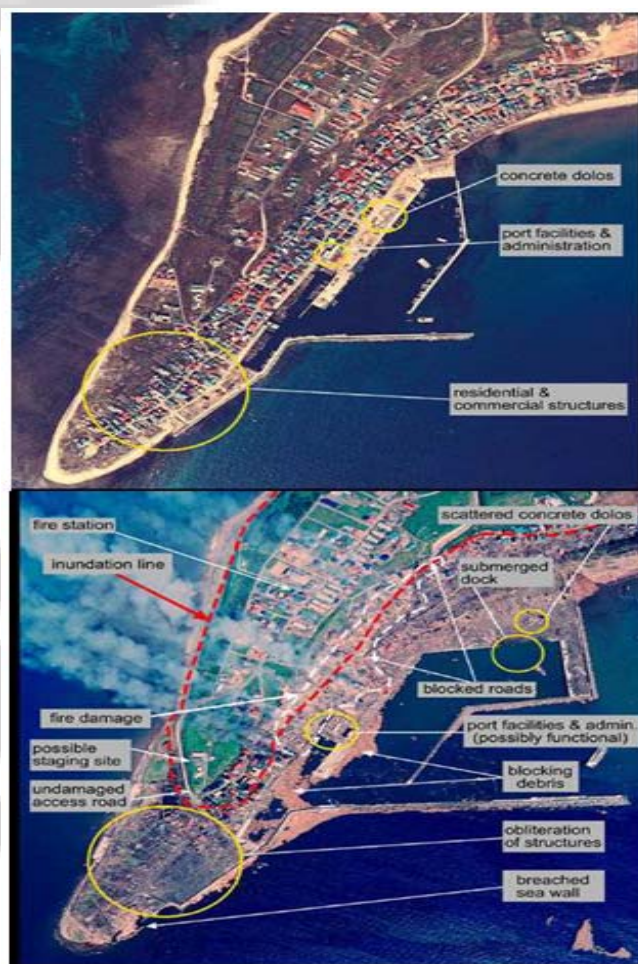 concrete dolos
port facilities &
administration
residential &
commercial structures
fire station
scattered concrete dolos
inundation line
submerged
dock
blocked roads
fire damage
port facilities & admin.
(possibly functional)
possible
staging site
blocking
debris
undamaged
access road
obliteration
of structures
breached
sea wall